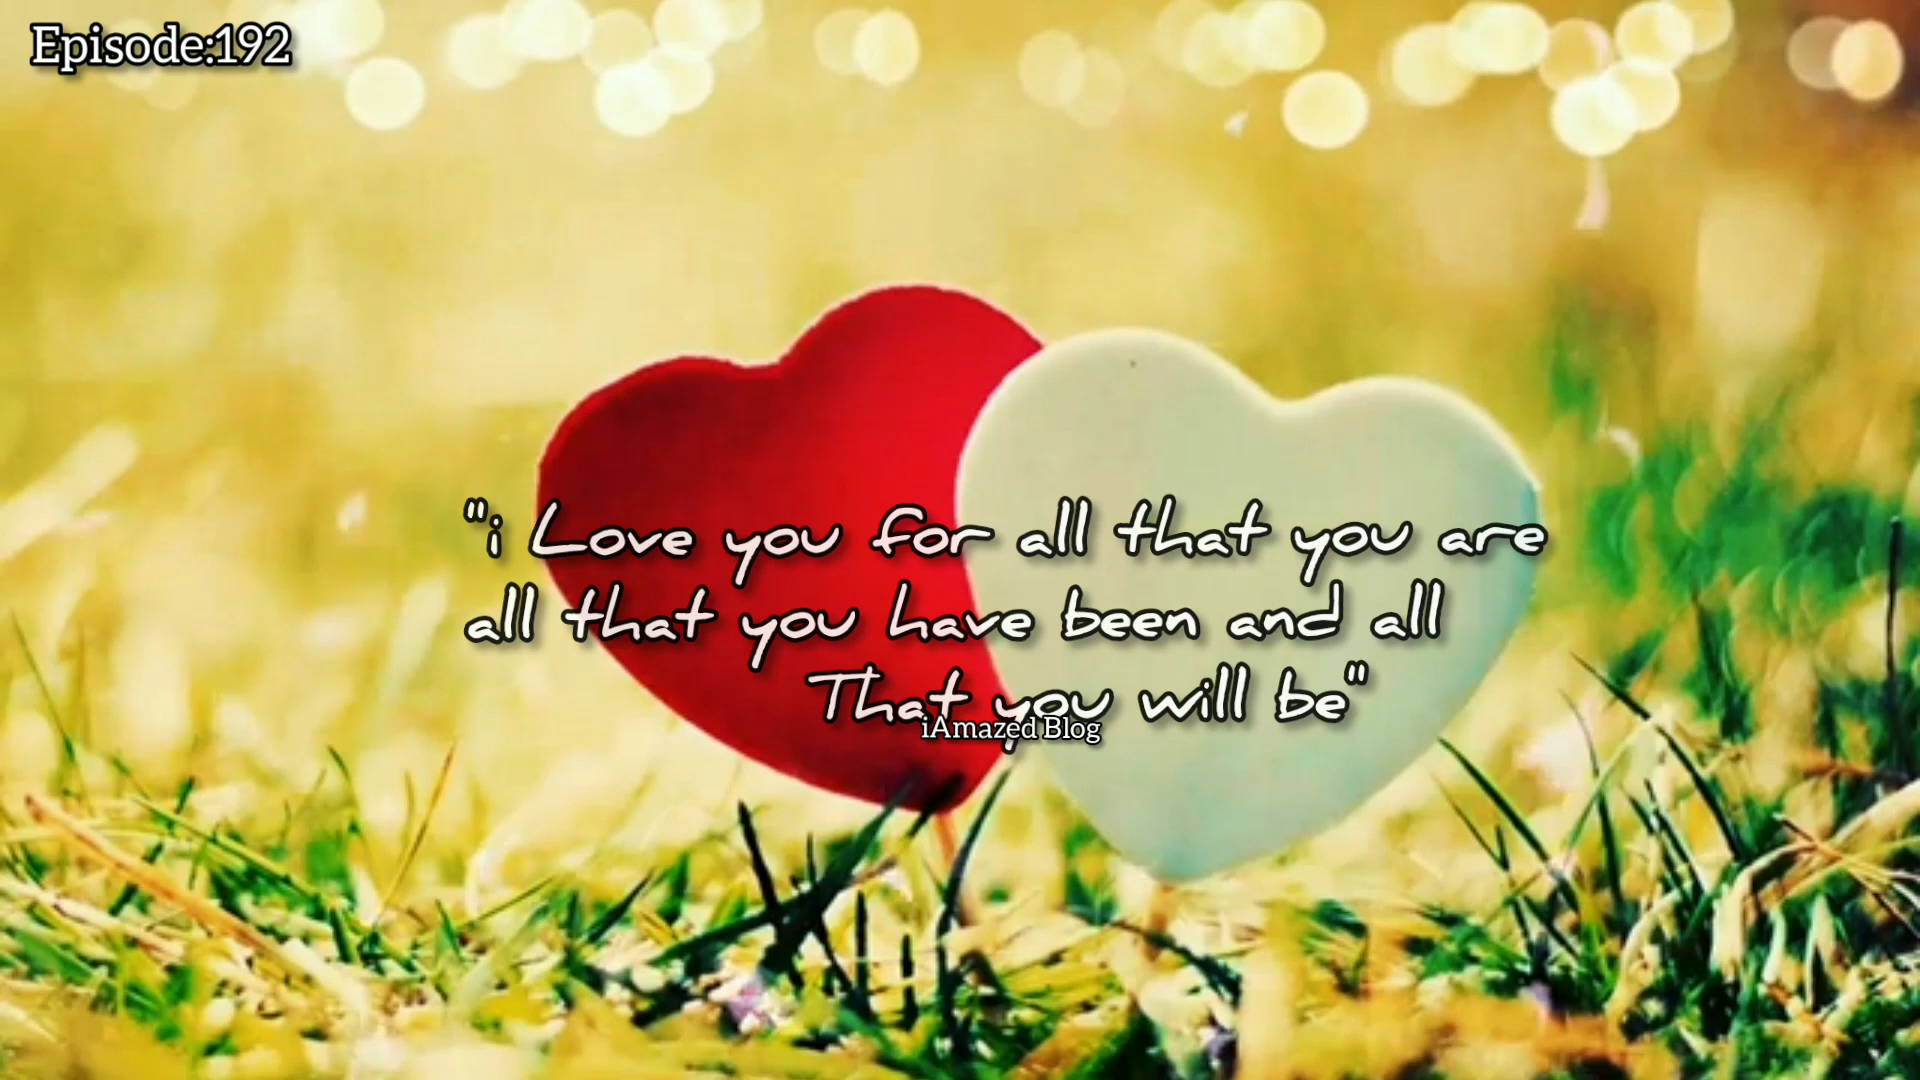 Episode:192
"i Love you for all that you are
all that you have been and all
That you will be"
iAmazed Blog